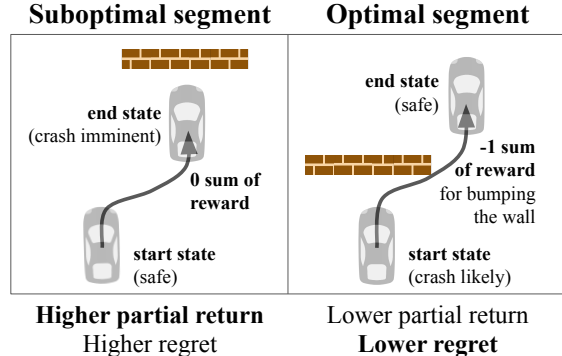 Suboptimal segment
end state
(crash imminent)
0 sum of
reward
start state
(safe)
Higher partial return
Higher regret
Optimal segment
end state
(safe)
-1 sum
of reward
for bumping
the wall
start state
(crash likely)
Lower partial return
Lower regret